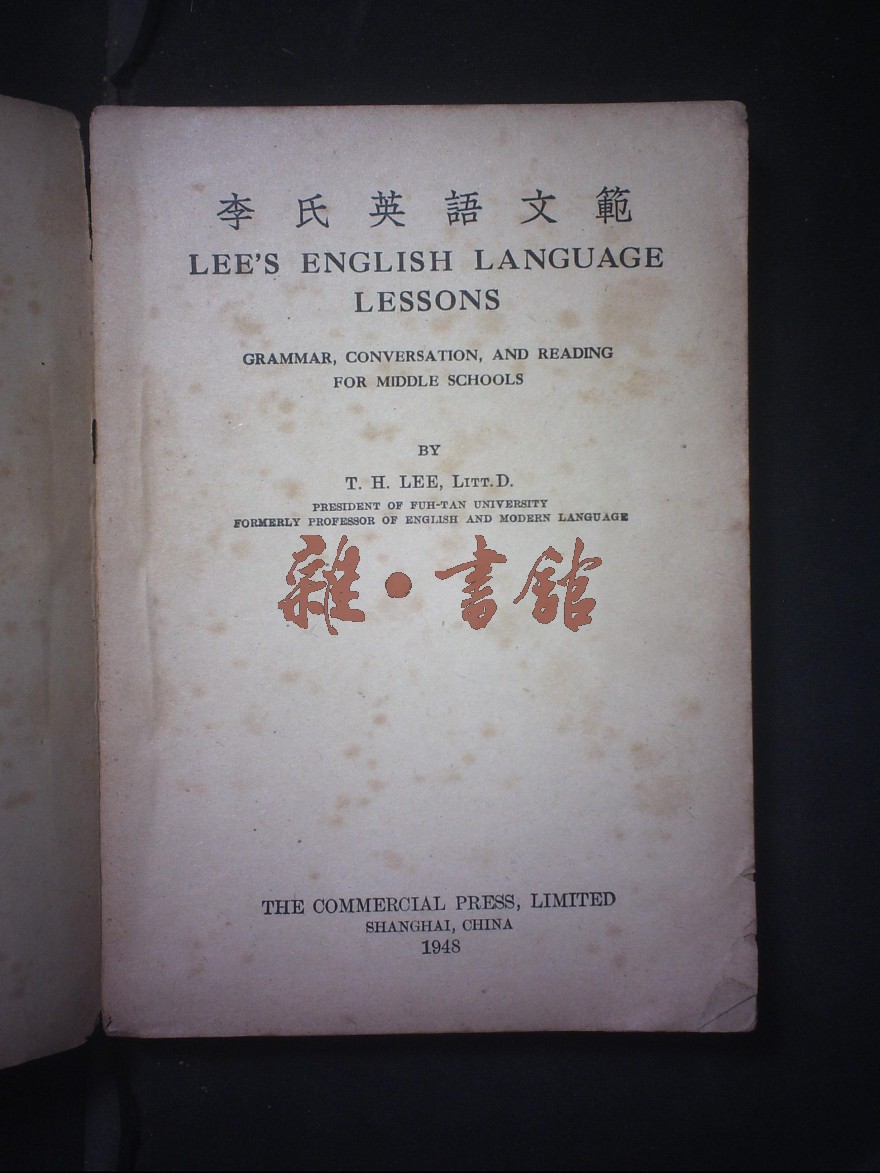 李氏英語文範
LEE'S ENGLISH LANGUAGE
LESSONS
GRAMMAR, CONVERSATION, AND READING
FOR MIDDLE SCHOOLS
BY
T. H. LEE, LITT.D.
PRESIDENT OF FUH-TAN UNIVERSITY
FORMERLY PROFESSOR OF ENGLISH AND MODERN LANGUAGE
雜·書館
THE COMMERCIAL PRESS, LIMITED
SHANGHAI, CHINA
1948